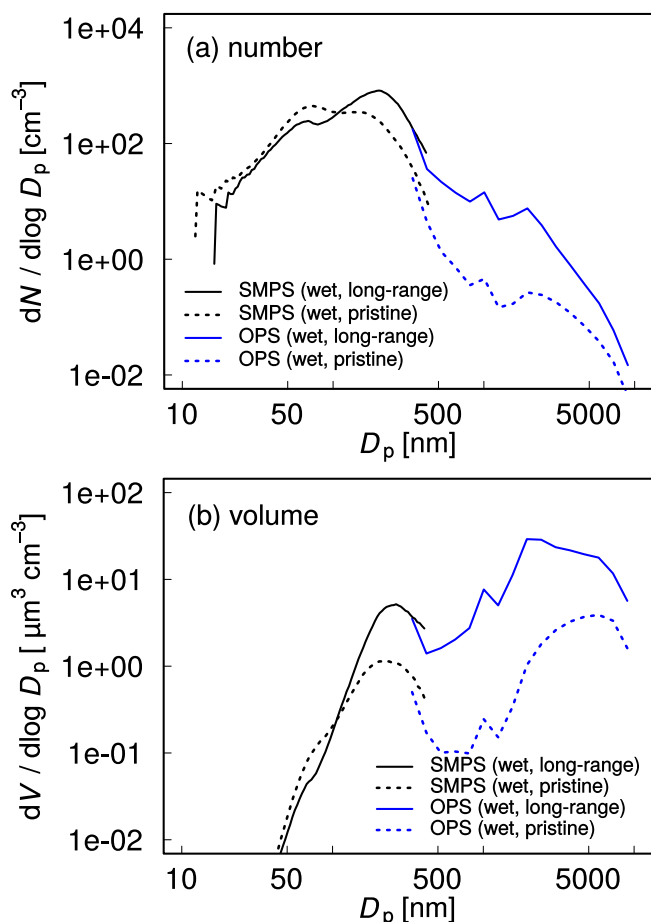 (a) number
1e+04
1e+02
1e+00
1e-02
dN / dlog Dp [cm⁻³]
SMPS (wet, long-range)
SMPS (wet, pristine)
OPS (wet, long-range)
OPS (wet, pristine)
10 50 500 5000
Dp [nm]
(b) volume
1e+02
1e+01
1e+00
1e-01
1e-02
dV / dlog Dp [ μm³ cm⁻³]
SMPS (wet, long-range)
SMPS (wet, pristine)
OPS (wet, long-range)
OPS (wet, pristine)
10 50 500 5000
Dp [nm]